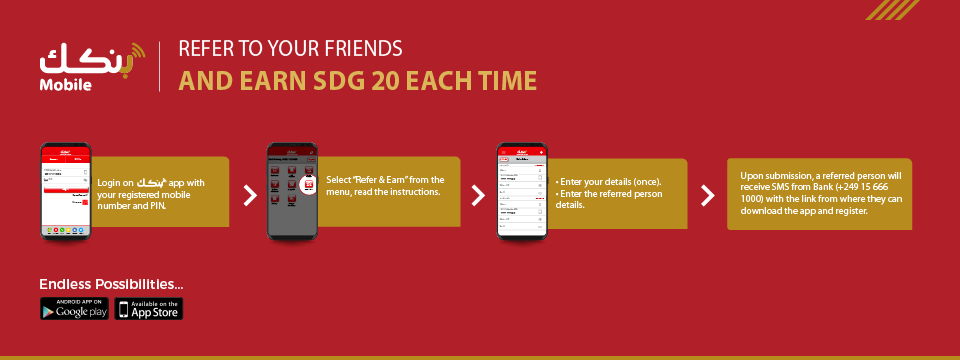 بنكك
Mobile
REFER TO YOUR FRIENDS
AND EARN SDG 20 EACH TIME
Login on بنكك app with
your registered mobile
number and PIN.
Select "Refer & Earn" from the
menu, read the instructions.
• Enter your details (once).
• Enter the referred person
details.
Upon submission, a referred person will
receive SMS from Bank (+249 15 666
1000) with the link from where they can
download the app and register.
Endless Possibilities...
ANDROID APP ON
Google play
Available on the
App Store